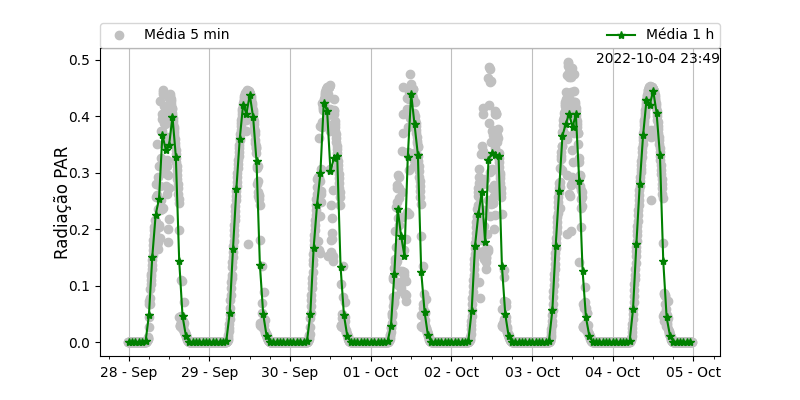 Média 5 min
Média 1 h
2022-10-04 23:49
Radiação PAR
0.5
0.4
0.3
0.2
0.1
0.0
28 - Sep
29 - Sep
30 - Sep
01 - Oct
02 - Oct
03 - Oct
04 - Oct
05 - Oct